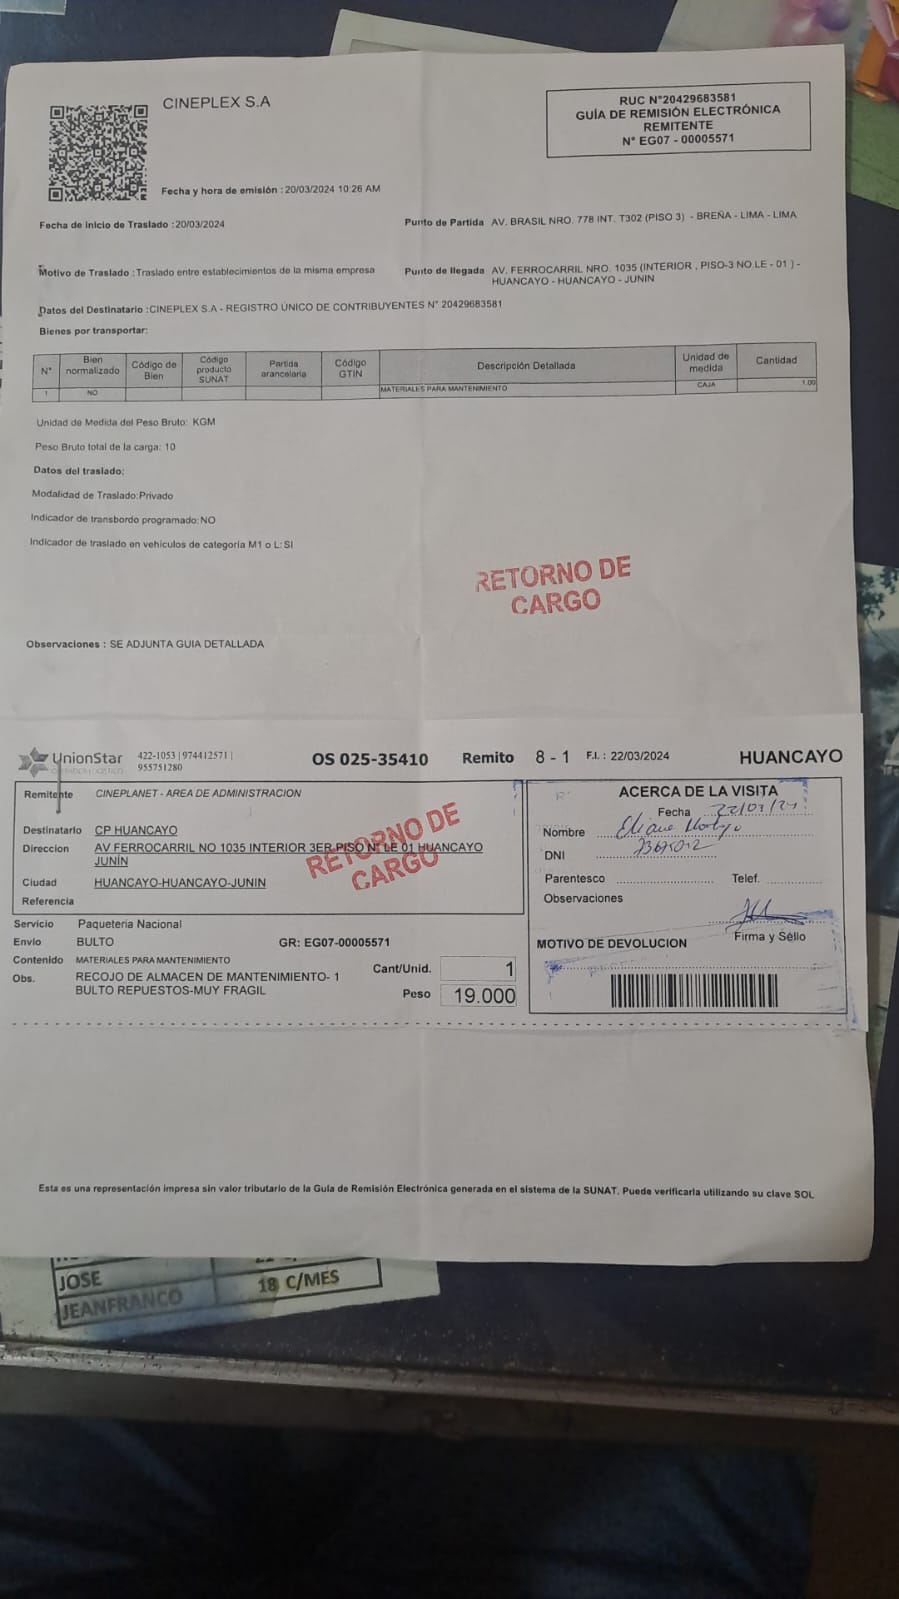 CINEPLEX S.A
RUC N°20429683581
GUÍA DE REMISIÓN ELECTRÓNICA
REMITENTE
N° EG07 - 00005571
Fecha y hora de emisión : 20/03/2024 10:26 AM
Fecha de Inicio de Traslado :20/03/2024
Punto de Partida AV. BRASIL NRO. 778 INT. T302 (PISO 3) - BREÑA - LIMA - LIMA
Motivo de Traslado :Traslado entre establecimientos de la misma empresa
Punto de llegada AV. FERROCARRIL NRO. 1035 (INTERIOR , PISO-3 NO.LE - 01 ) -
HUANCAYO - HUANCAYO - JUNIN
Datos del Destinatario :CINEPLEX S.A - REGISTRO ÚNICO DE CONTRIBUYENTES N° 20429683581
Bienes por transportar:
N° Bien normalizado Código de Bien Código producto SUNAT Partida arancelaria Código GTIN Descripción Detallada Unidad de medida Cantidad
1 NO MATERIALES PARA MANTENIMIENTO CAJA 1.00
Unidad de Medida del Peso Bruto: KGM
Peso Bruto total de la carga: 10
Datos del traslado:
Modalidad de Traslado:Privado
Indicador de transbordo programado:NO
Indicador de traslado en vehículos de categoría M1 o L:SI
RETORNO DE
CARGO
Observaciones : SE ADJUNTA GUIA DETALLADA
UnionStar 422-1053 | 974412571 |
955751280
OS 025-35410 Remito 8 - 1 F.I. : 22/03/2024 HUANCAYO
Remitente CINEPLANET - AREA DE ADMINISTRACION
Destinatario CP HUANCAYO
Direccion AV FERROCARRIL NO 1035 INTERIOR 3ER PISO N° LE 01 HUANCAYO
JUNÍN
Ciudad HUANCAYO-HUANCAYO-JUNIN
Referencia
RETORNO DE
CARGO
Servicio Paqueteria Nacional
Envio BULTO GR: EG07-00005571
Contenido MATERIALES PARA MANTENIMIENTO
Obs. RECOJO DE ALMACEN DE MANTENIMIENTO- 1
BULTO REPUESTOS-MUY FRAGIL
Cant/Unid. 1
Peso 19.000
ACERCA DE LA VISITA
Fecha 22/03/24
Nombre
DNI
Parentesco Telef.
Observaciones
Firma y Sello
MOTIVO DE DEVOLUCION
Esta es una representación impresa sin valor tributario de la Guía de Remisión Electrónica generada en el sistema de la SUNAT. Puede verificarla utilizando su clave SOL
JOSE 18 C/MES
JEANFRANCO